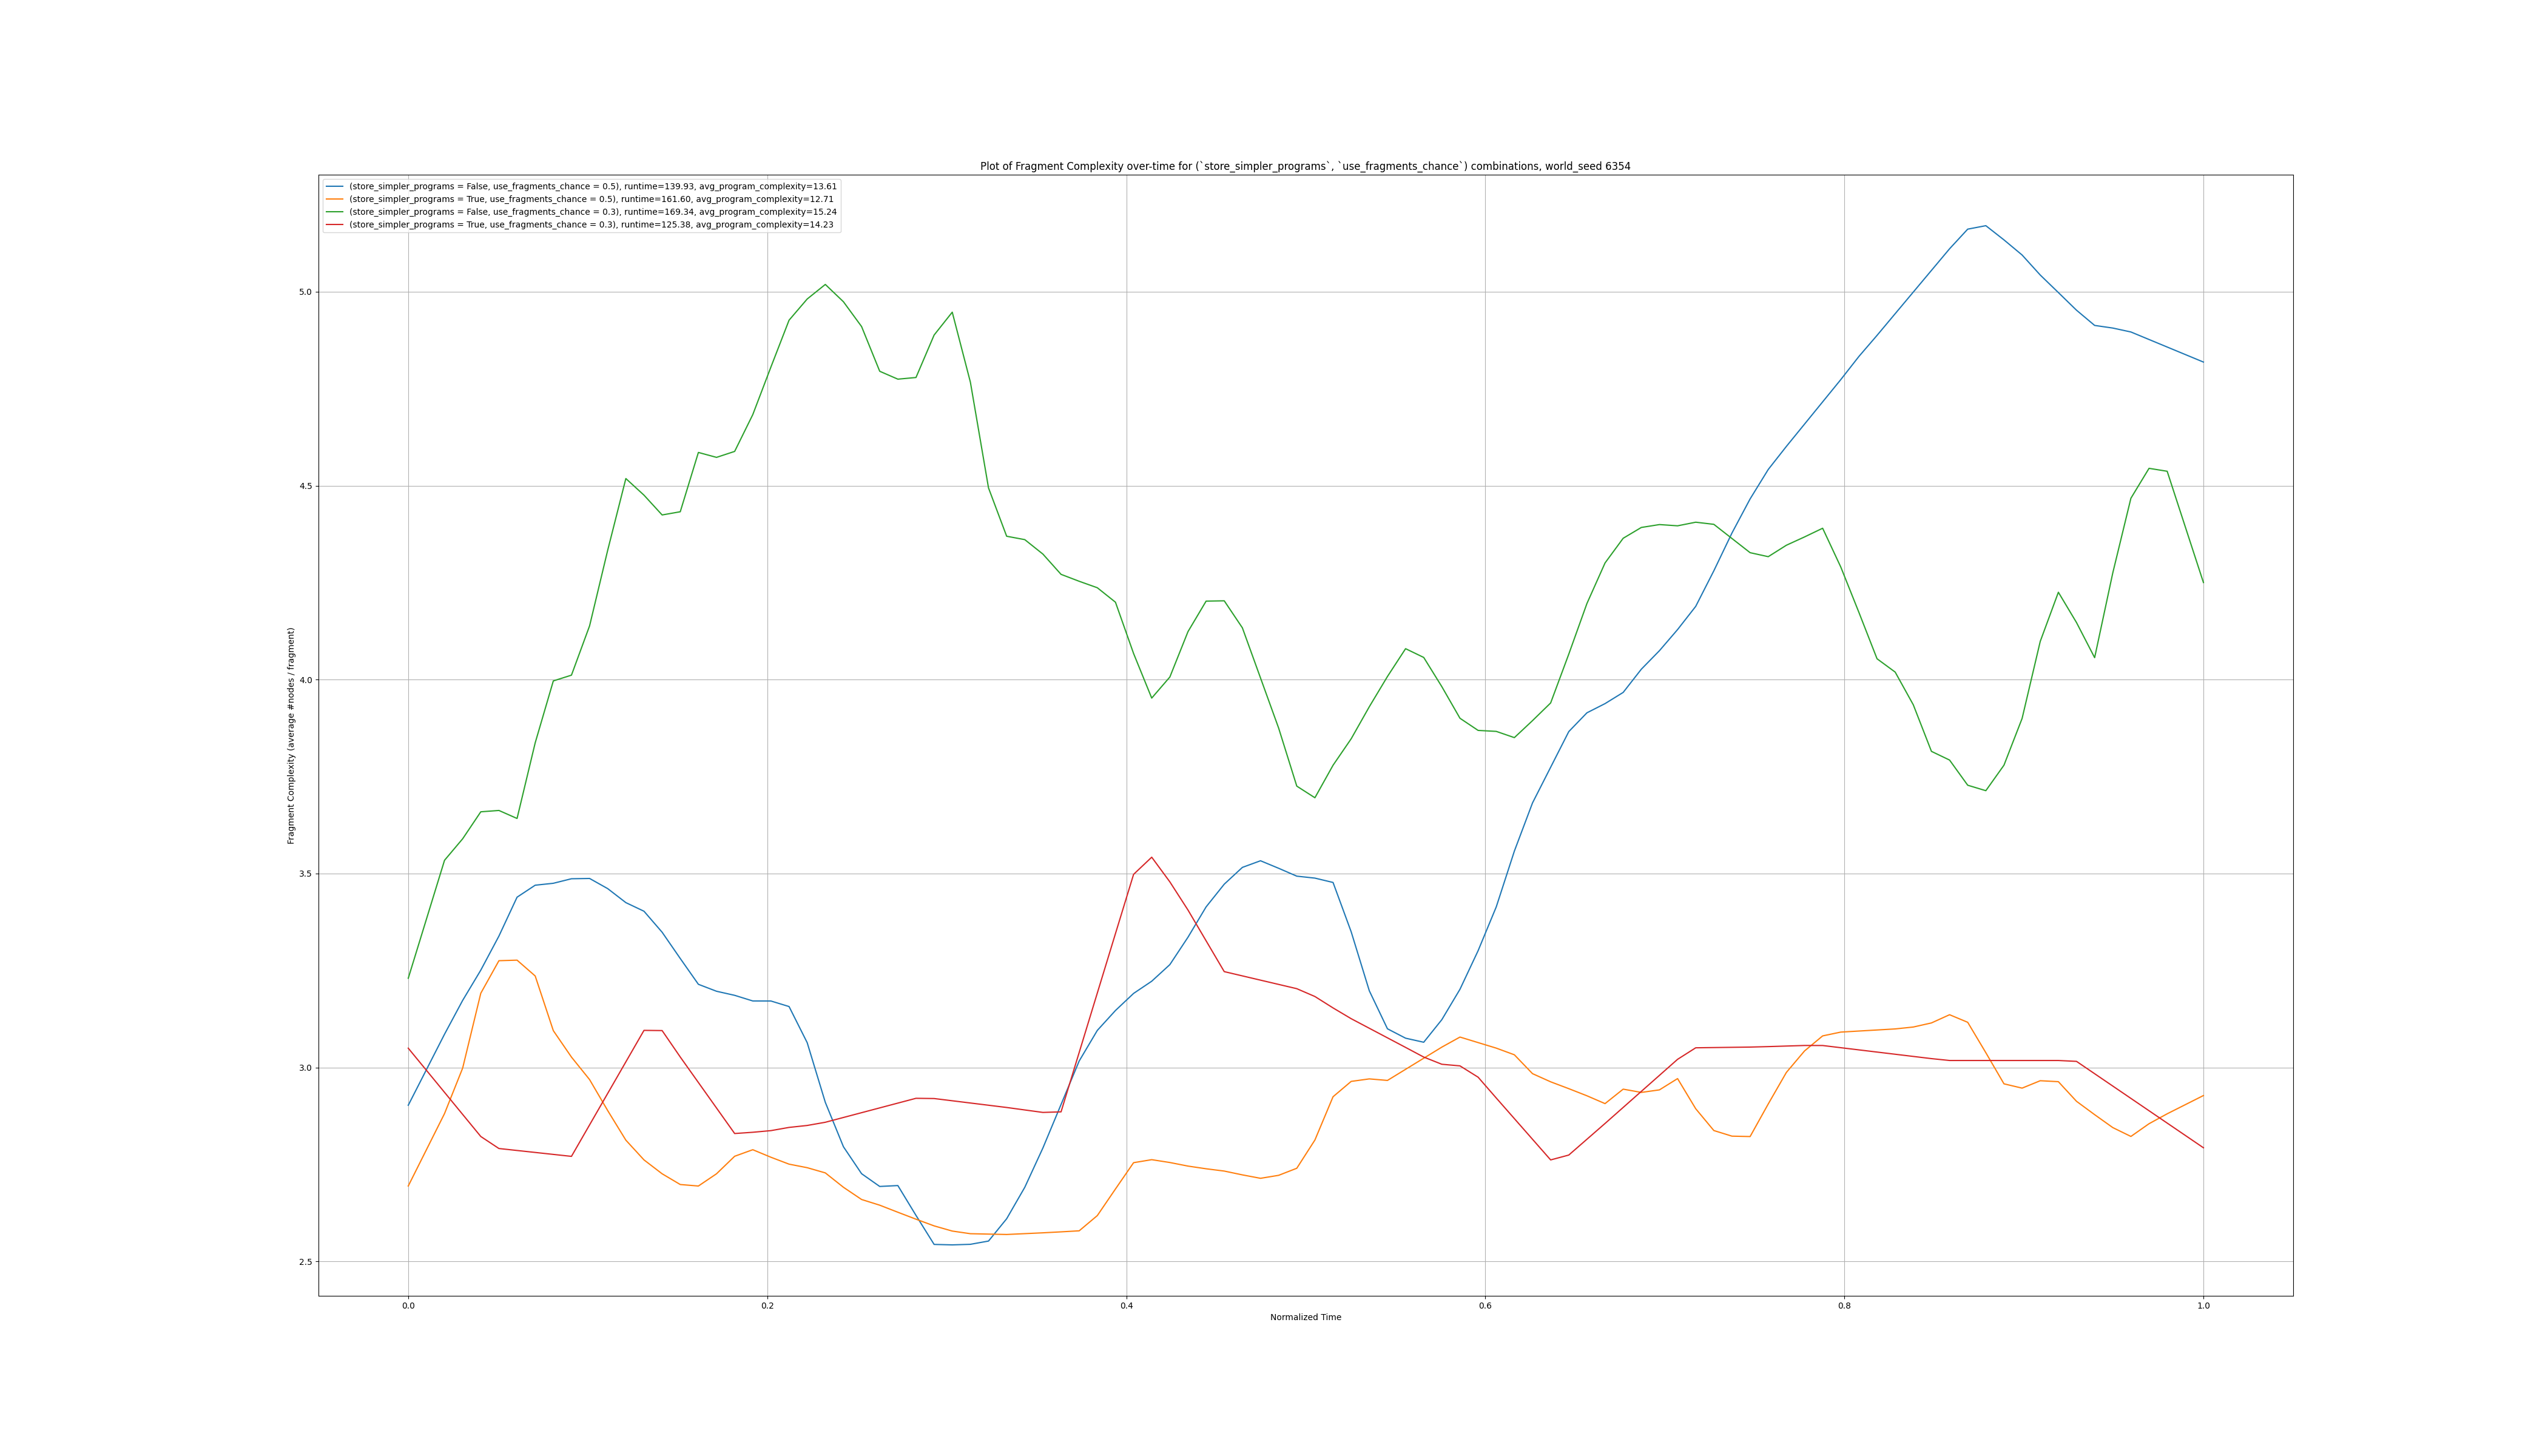 Plot of Fragment Complexity over-time for (`store_simpler_programs`, `use_fragments_chance`) combinations, world_seed 6354
(store_simpler_programs = False, use_fragments_chance = 0.5), runtime=139.93, avg_program_complexity=13.61
(store_simpler_programs = True, use_fragments_chance = 0.5), runtime=161.60, avg_program_complexity=12.71
(store_simpler_programs = False, use_fragments_chance = 0.3), runtime=169.34, avg_program_complexity=15.24
(store_simpler_programs = True, use_fragments_chance = 0.3), runtime=125.38, avg_program_complexity=14.23
Fragment Complexity (average #nodes / fragment)
5.0
4.5
4.0
3.5
3.0
2.5
0.0 0.2 0.4 0.6 0.8 1.0
Normalized Time